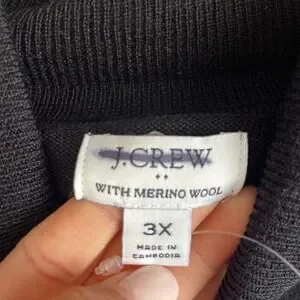 J.CREW
WITH MERINO WOOL
3X
MADE IN
CAMBODIA